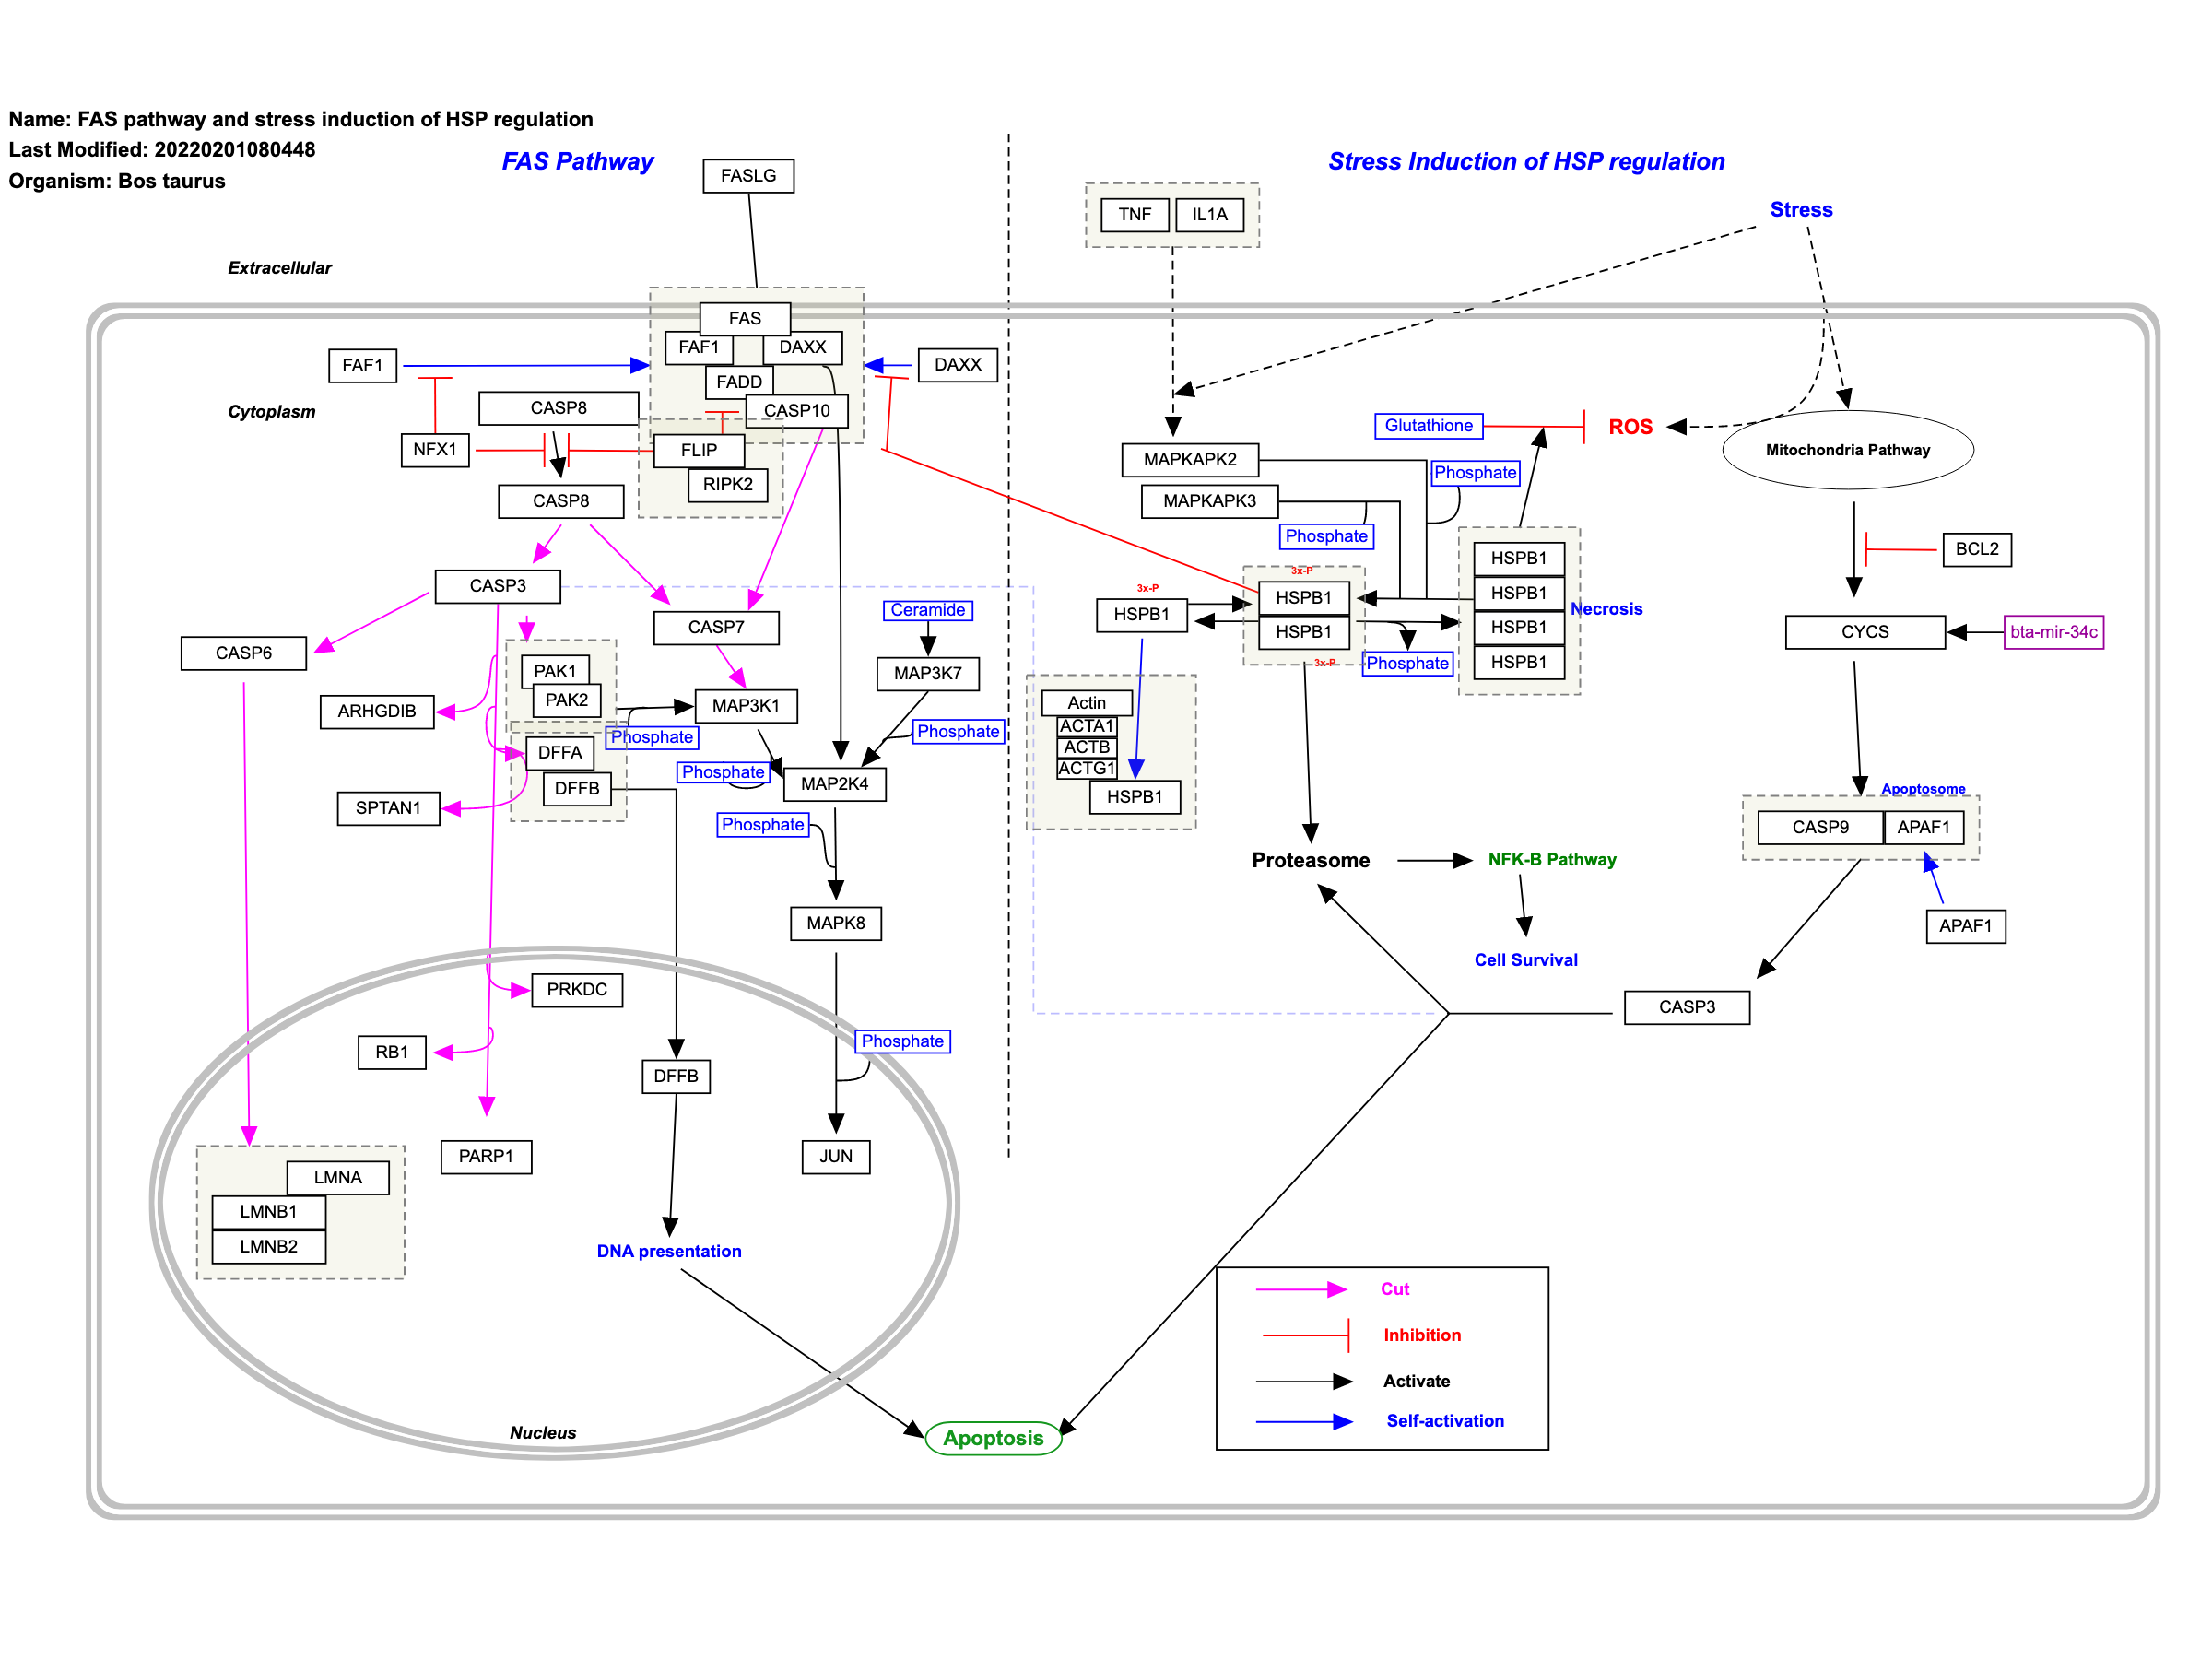 Name: FAS pathway and stress induction of HSP regulation
Last Modified: 20220201080448
Organism: Bos taurus
FAS Pathway
Stress Induction of HSP regulation
FASLG
TNF
IL1A
Stress
Extracellular
FAS
FAF1
DAXX
FAF1
DAXX
FADD
CASP10
Cytoplasm
CASP8
NFX1
FLIP
RIPK2
CASP8
Glutathione
ROS
Mitochondria Pathway
MAPKAPK2
Phosphate
MAPKAPK3
Phosphate
CASP3
CASP7
CASP6
Ceramide
MAP3K7
3x-P
HSPB1
3x-P
HSPB1
HSPB1
3x-P
Phosphate
HSPB1
HSPB1
HSPB1
HSPB1
Necrosis
BCL2
CYCS
bta-mir-34c
PAK1
PAK2
ARHGDIB
MAP3K1
Phosphate
Phosphate
DFFA
DFFB
SPTAN1
Phosphate
MAP2K4
Phosphate
Actin
ACTA1
ACTB
ACTG1
HSPB1
Apoptosome
CASP9
APAF1
Proteasome
NFK-B Pathway
MAPK8
APAF1
Cell Survival
PRKDC
CASP3
RB1
Phosphate
DFFB
PARP1
JUN
LMNA
LMNB1
LMNB2
DNA presentation
Cut
Inhibition
Activate
Self-activation
Nucleus
Apoptosis